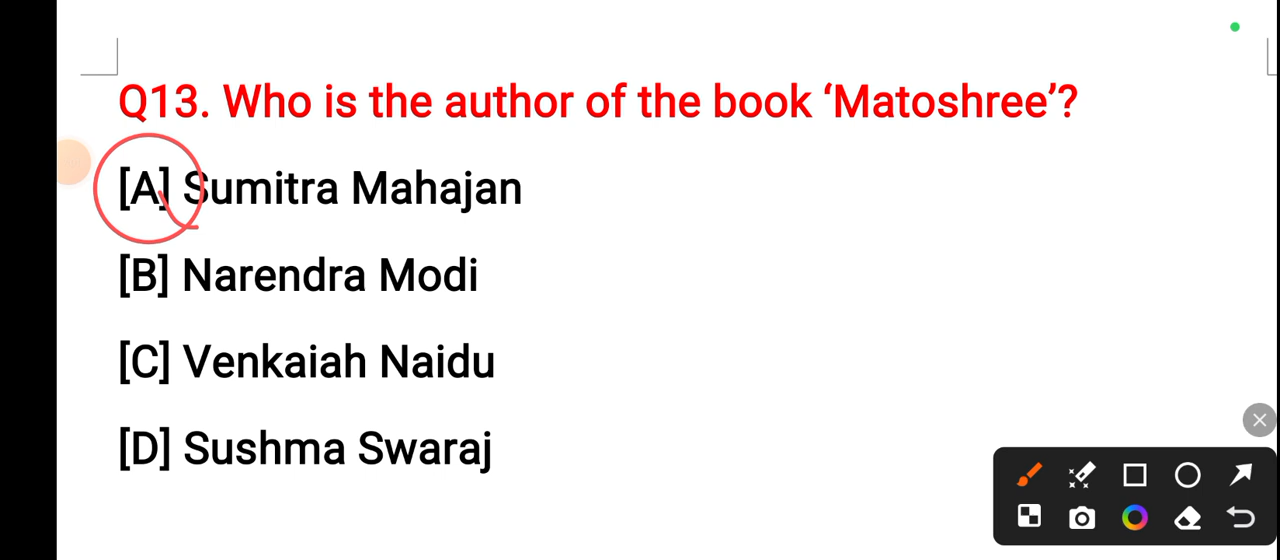 Q13. Who is the author of the book ‘Matoshree’?
[A] Sumitra Mahajan
[B] Narendra Modi
[C] Venkaiah Naidu
[D] Sushma Swaraj